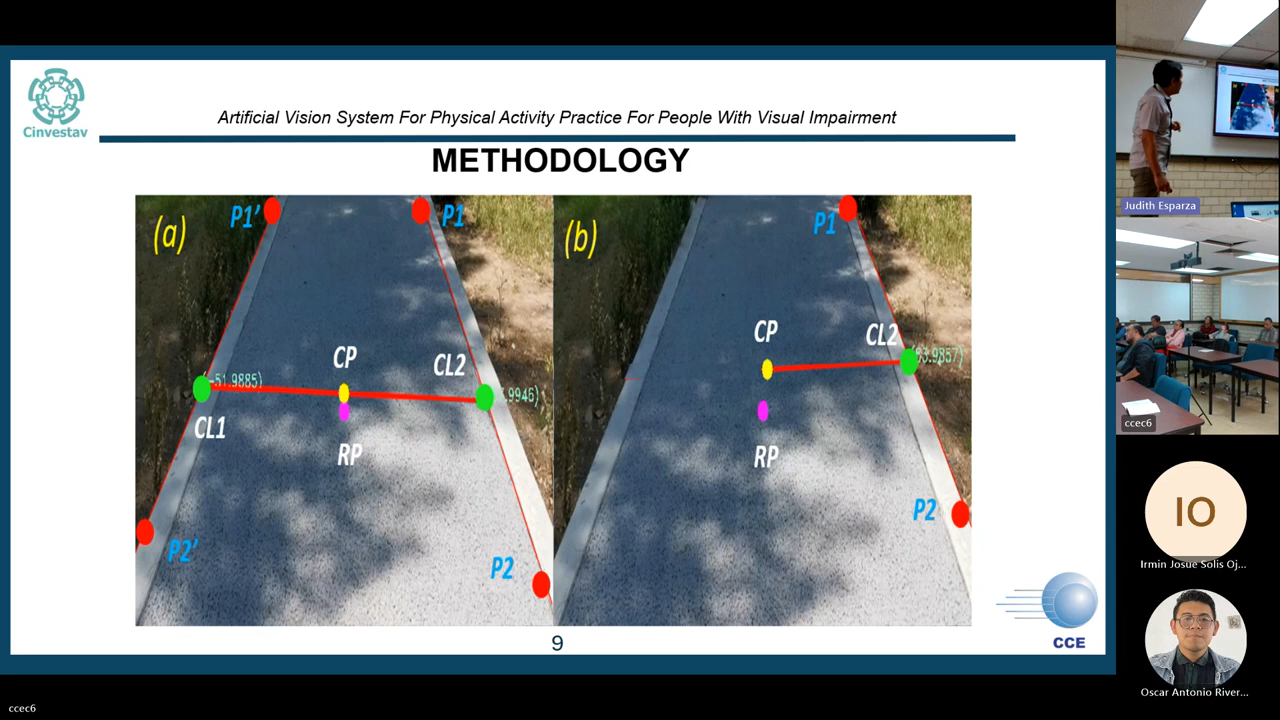 Cinvestav
Artificial Vision System For Physical Activity Practice For People With Visual Impairment
METHODOLOGY
(a)
P1'
P1
CP
CL2
(-51.9885)
.9946)
CL1
RP
P2'
P2
(b)
P1
CP
CL2
RP
P2
9
CCE
Judith Esparza
ccec6
IO
Irmin Josue Solis Oj...
Oscar Antonio River...
ccec6